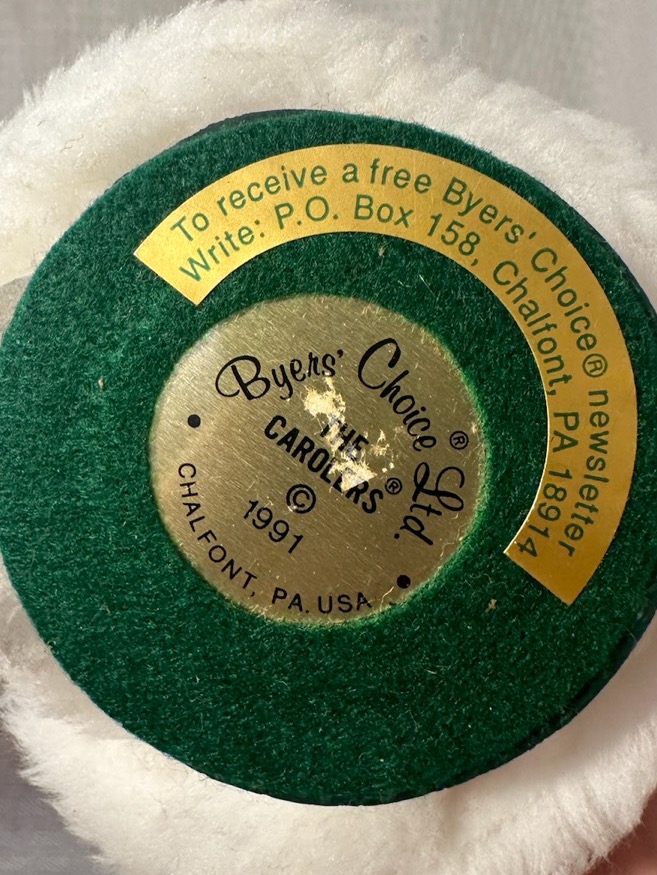 To receive a free Byers' Choice® newsletter
Write: P.O. Box 158, Chalfont, PA 18914
Byers' Choice ® Ltd.
THE
CAROLERS ®
©
1991
CHALFONT, PA. USA